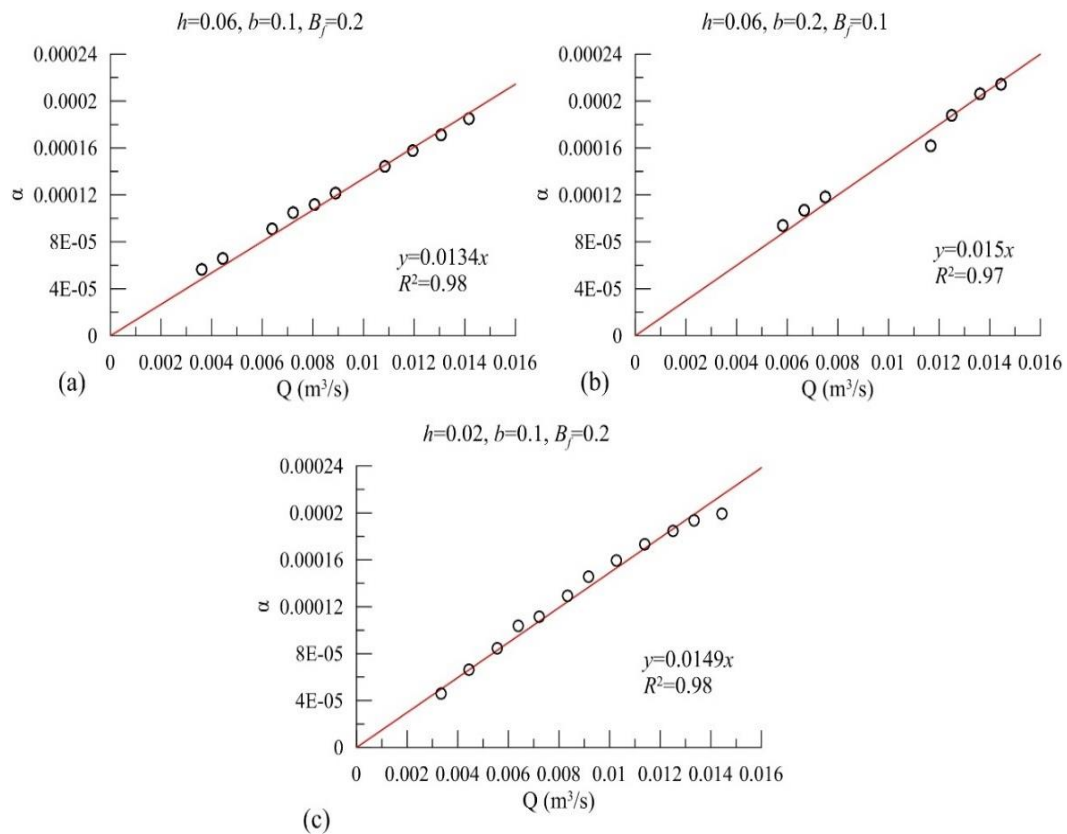 h=0.06, b=0.1, B_f=0.2
0.00024
0.0002
0.00016
0.00012
8E-05
4E-05
0
α
y=0.0134x
R²=0.98
0 0.002 0.004 0.006 0.008 0.01 0.012 0.014 0.016
Q (m³/s)
(a)
h=0.06, b=0.2, B_f=0.1
0.00024
0.0002
0.00016
0.00012
8E-05
4E-05
0
α
y=0.015x
R²=0.97
0 0.002 0.004 0.006 0.008 0.01 0.012 0.014 0.016
Q (m³/s)
(b)
h=0.02, b=0.1, B_f=0.2
0.00024
0.0002
0.00016
0.00012
8E-05
4E-05
0
α
y=0.0149x
R²=0.98
0 0.002 0.004 0.006 0.008 0.01 0.012 0.014 0.016
Q (m³/s)
(c)